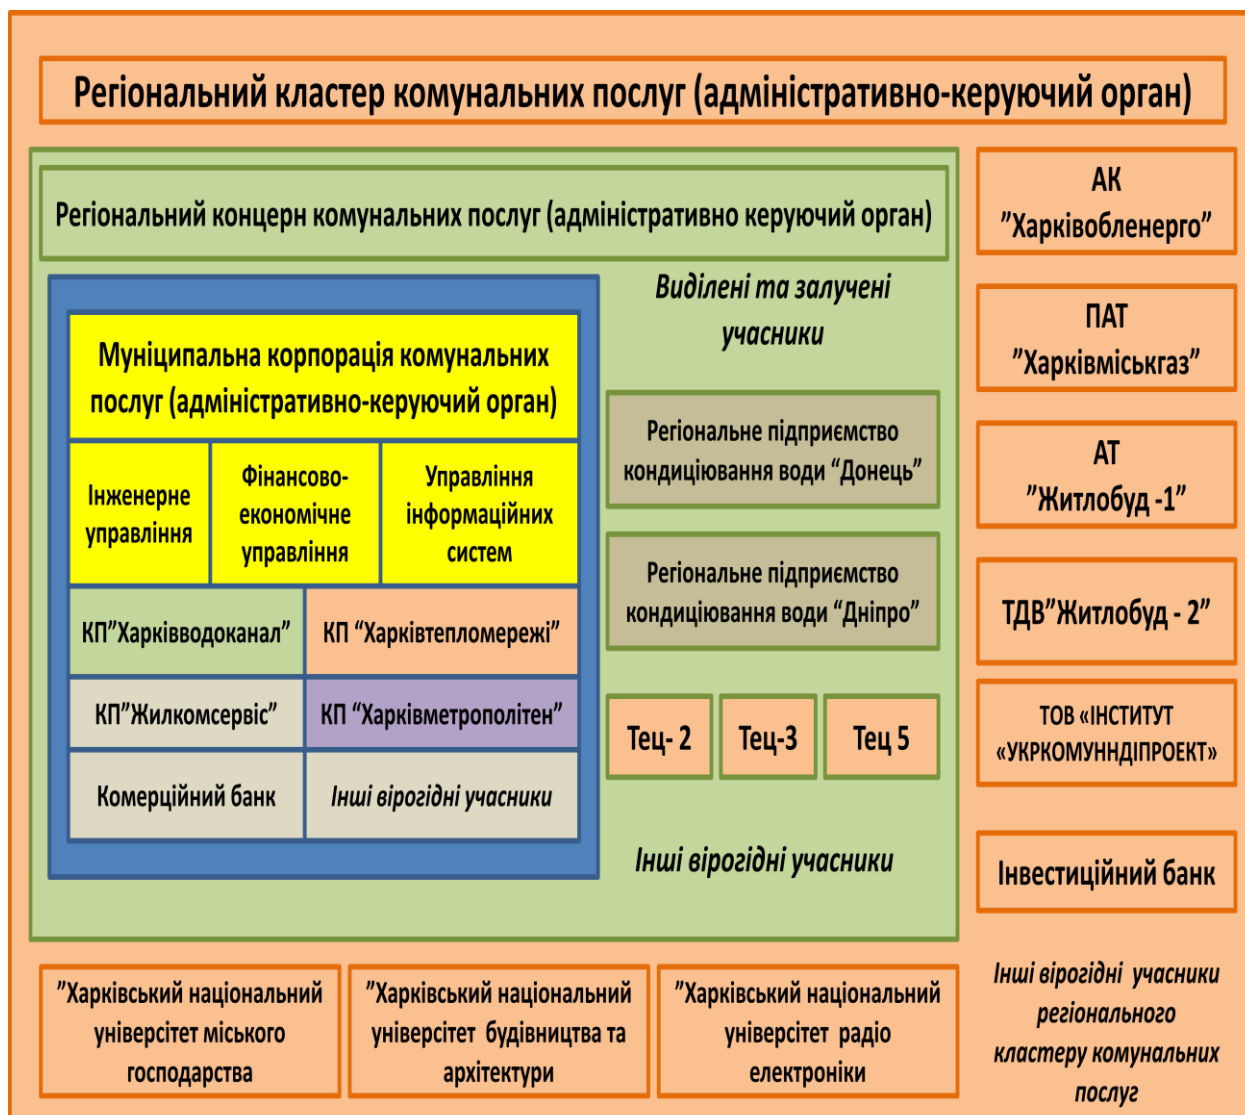 Регіональний кластер комунальних послуг (адміністративно-керуючий орган)
Регіональний концерн комунальних послуг (адміністративно керуючий орган)
Муніципальна корпорація комунальних
послуг (адміністративно-керуючий орган)
Інженерне
управління
Фінансово-
економічне
управління
Управління
інформаційних
систем
КП”Харківводоканал”
КП “Харківтепломережі”
КП”Жилкомсервіс”
КП “Харківметрополітен”
Комерційний банк
Інші вірогідні учасники
Виділені та залучені
учасники
Регіональне підприємство
кондиціювання води “Донець”
Регіональне підприємство
кондиціювання води “Дніпро”
Тец- 2
Тец-3
Тец 5
Інші вірогідні учасники
АК
”Харківобленерго”
ПАТ
”Харківміськгаз”
АТ
”Житлобуд -1”
ТДВ”Житлобуд - 2”
ТОВ «ІНСТИТУТ
«УКРКОМУННДІПРОЕКТ»
Інвестиційний банк
Інші вірогідні учасники
регіонального
кластеру комунальних
послуг
”Харківський національний
універсітет міського
господарства
”Харківський національний
універсітет будівництва та
архітектури
”Харківський національний
універсітет радіо
електроніки